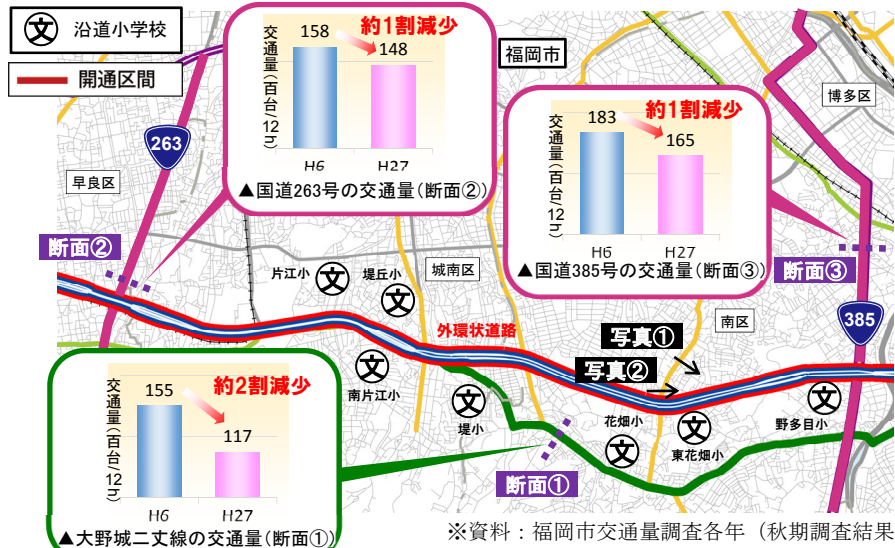 文 沿道小学校
開通区間
263
早良区
断面②
交通量(百台/12h)
158
約1割減少
148
H6
H27
▲国道263号の交通量(断面②)
福岡市
博多区
交通量(百台/12h)
183
約1割減少
165
H6
H27
▲国道385号の交通量(断面③)
断面③
385
片江小
文
堤丘小
文
城南区
外環状道路
写真①
写真②
南区
文
南片江小
文
堤小
断面①
花畑小
文
文
東花畑小
文
野多目小
交通量(百台/12h)
155
約2割減少
117
H6
H27
▲大野城二丈線の交通量(断面①)
※資料：福岡市交通量調査各年（秋期調査結果